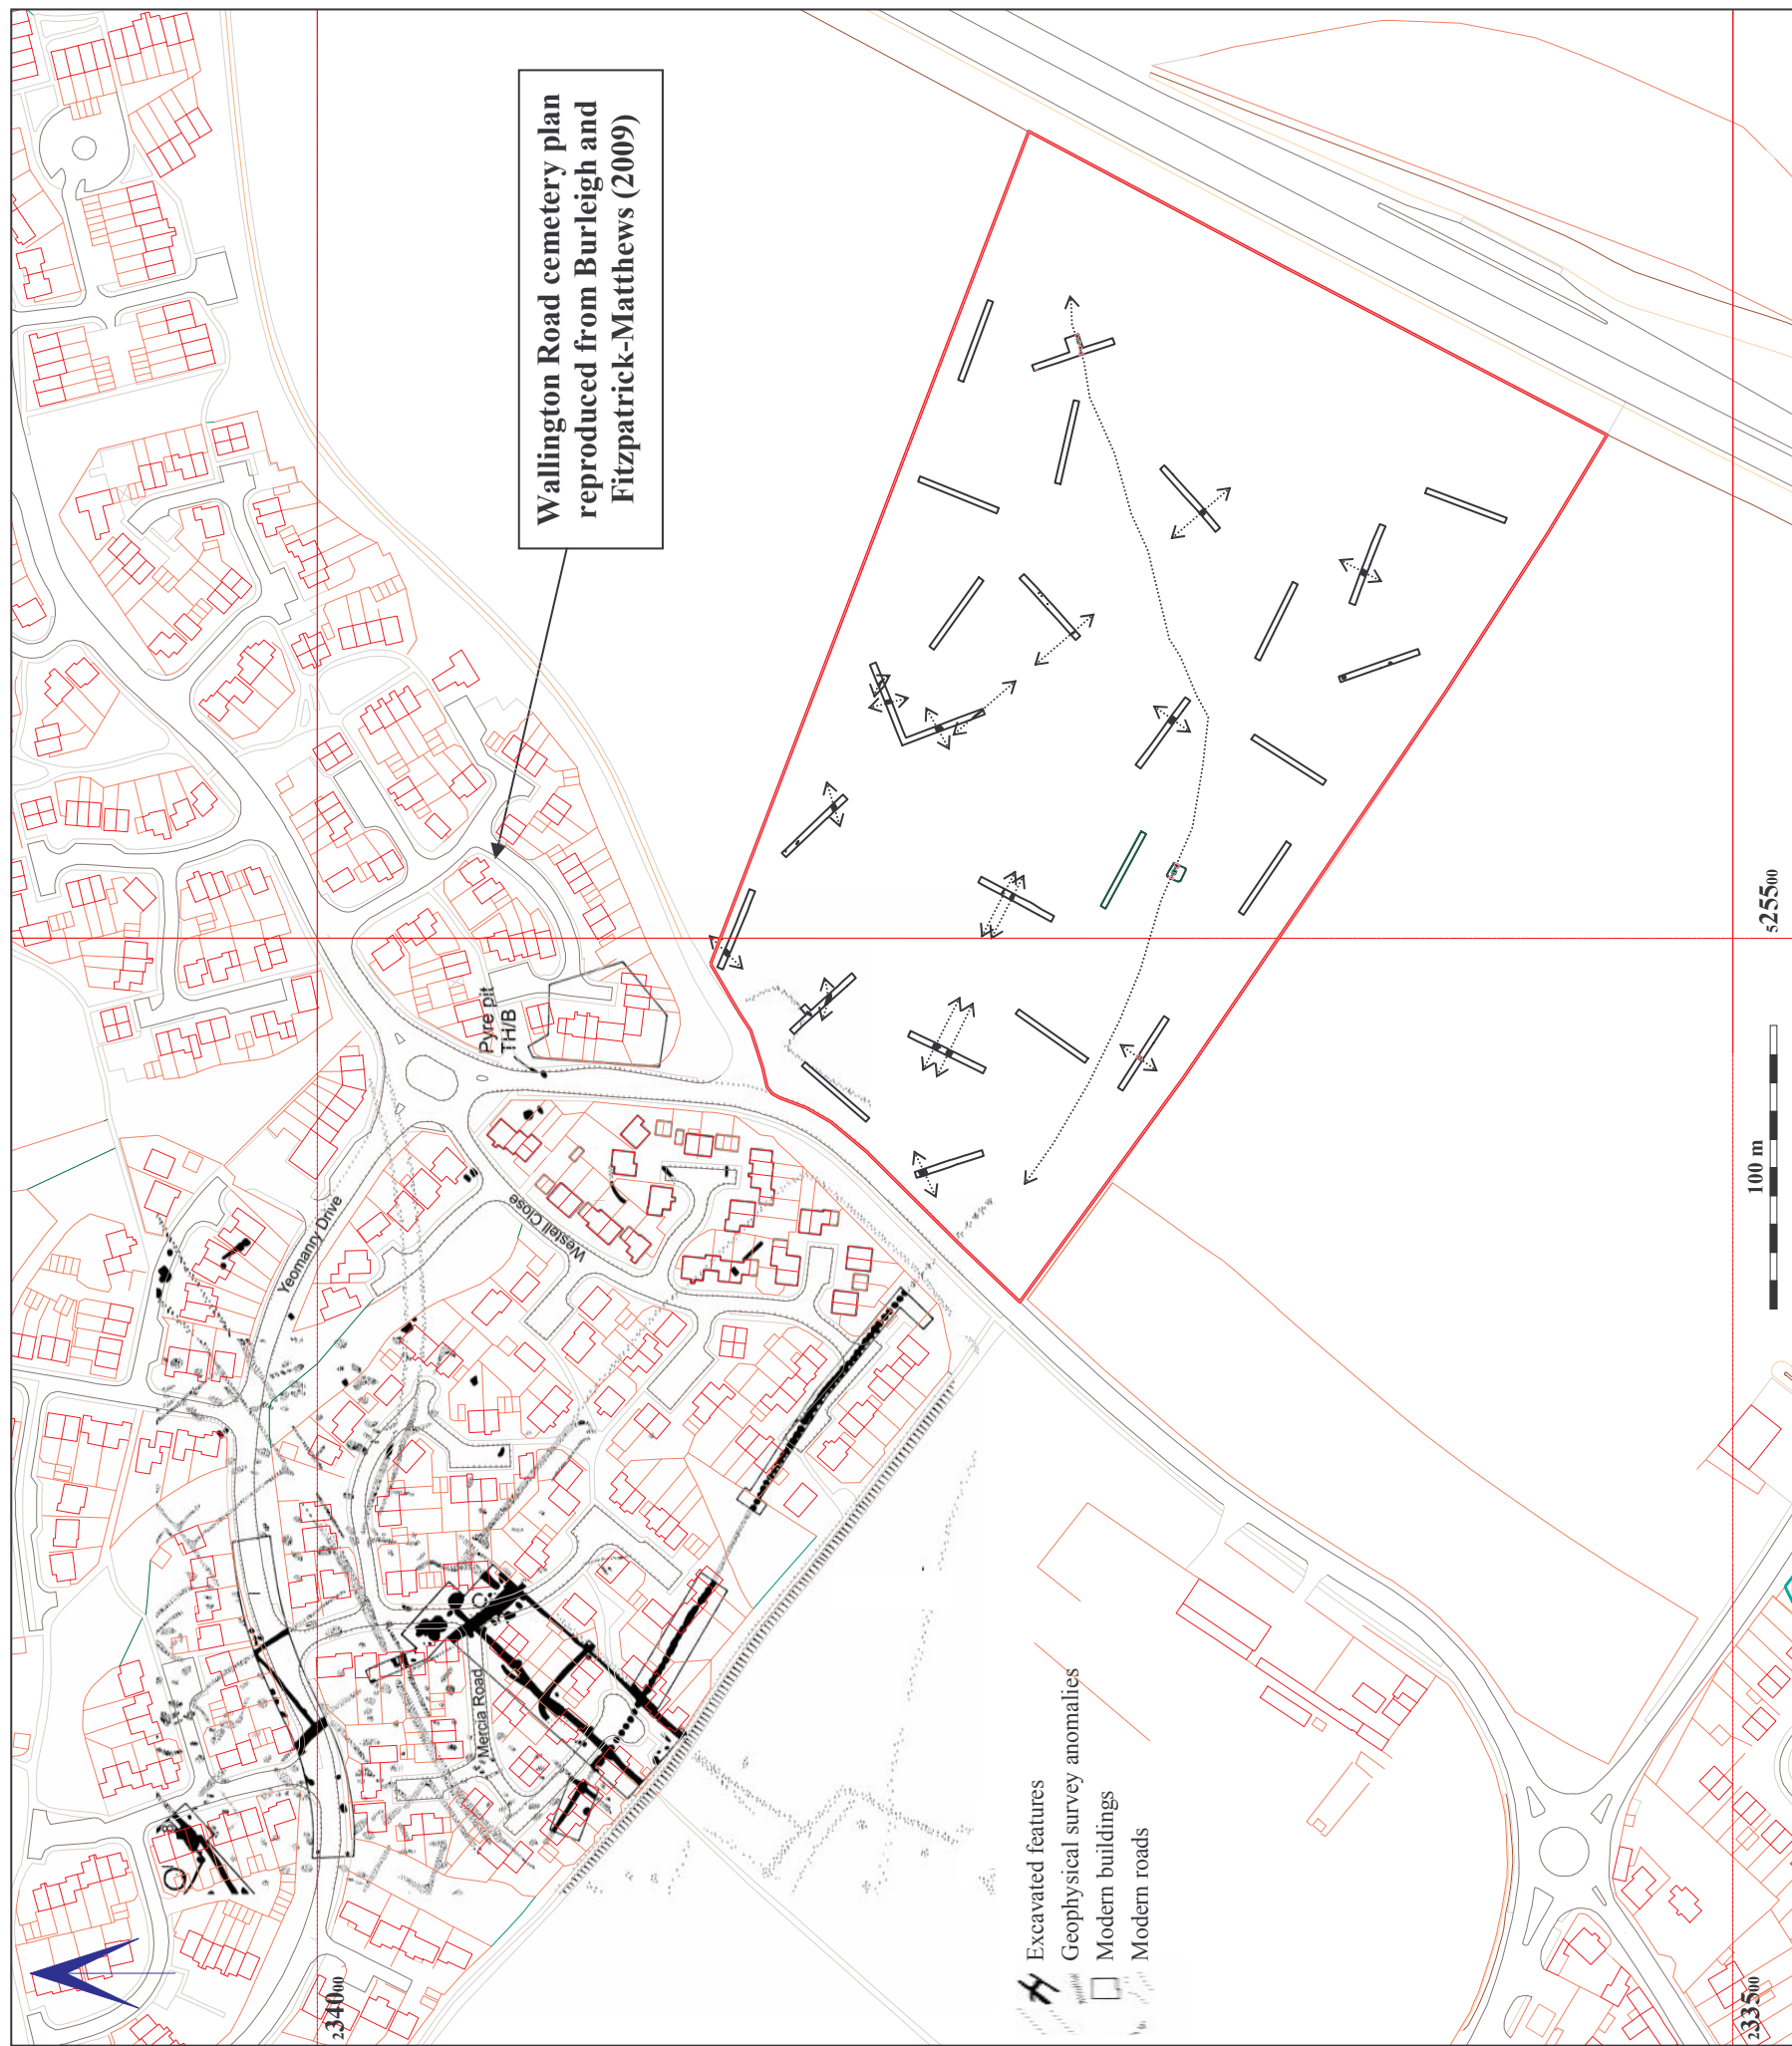 Wallington Road cemetery plan
reproduced from Burleigh and
Fitzpatrick-Matthews (2009)
Pyre pit
TH/B
Yeomanry Drive
Westell Close
Mercia Road
Excavated features
Geophysical survey anomalies
Modern buildings
Modern roads
100 m
525500
234000
233500